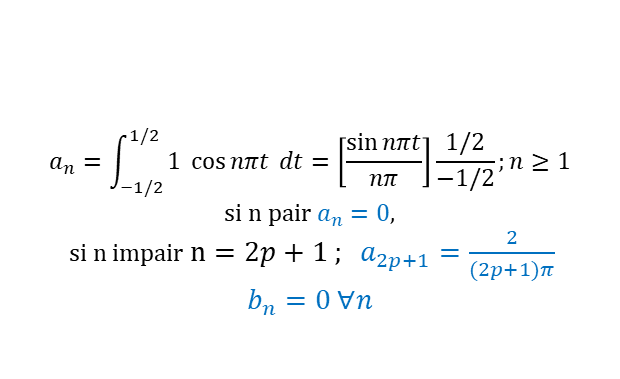 aₙ = ∫_{-1/2}^{1/2} 1 cos nπt dt = [sin nπt / nπ] 1/2 / −1/2 ; n ≥ 1
si n pair aₙ = 0,
si n impair n = 2p + 1 ; a_{2p+1} = 2 / (2p+1)π
bₙ = 0 ∀n